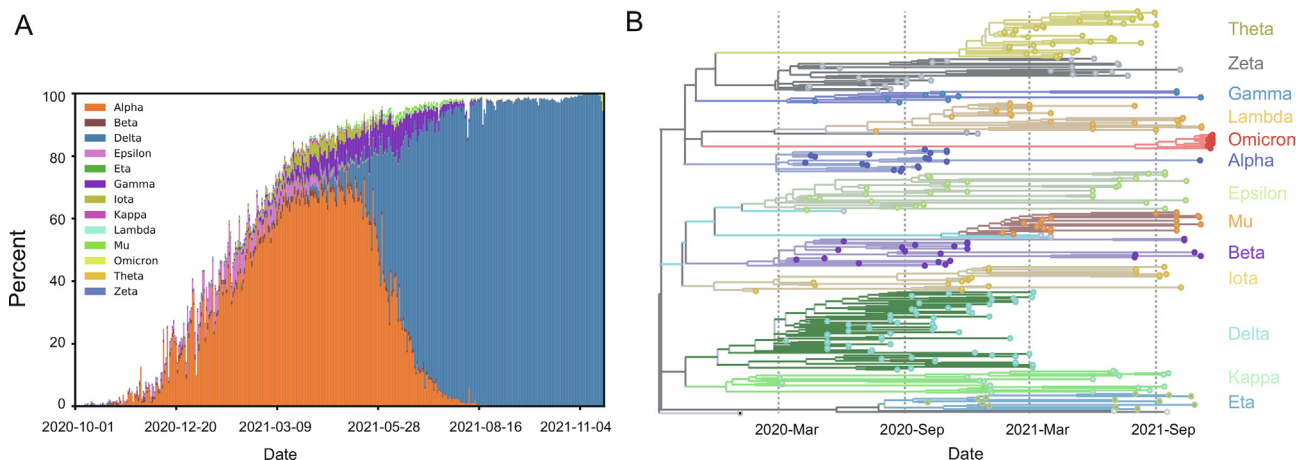 A
Percent
100
80
60
40
20
0
Alpha
Beta
Delta
Epsilon
Eta
Gamma
Iota
Kappa
Lambda
Mu
Omicron
Theta
Zeta
2020-10-01
2020-12-20
2021-03-09
2021-05-28
2021-08-16
2021-11-04
Date
B
Theta
Zeta
Gamma
Lambda
Omicron
Alpha
Epsilon
Mu
Beta
Iota
Delta
Kappa
Eta
2020-Mar
2020-Sep
2021-Mar
2021-Sep
Date